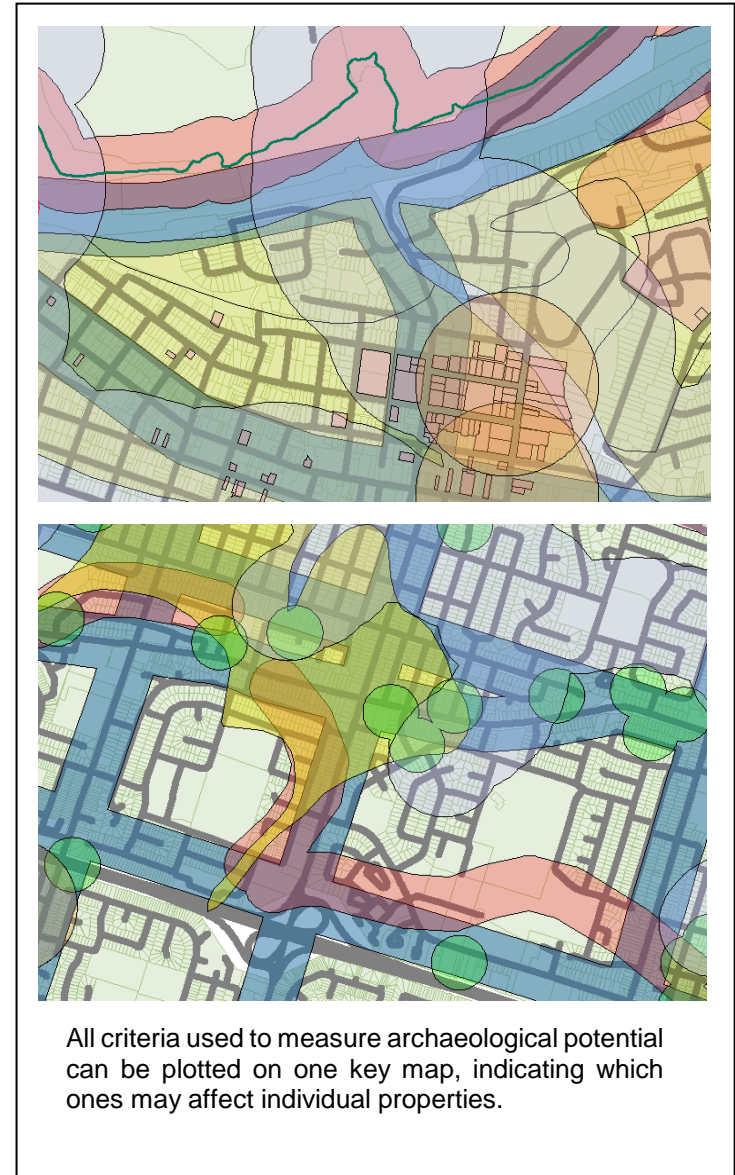 All criteria used to measure archaeological potential
can be plotted on one key map, indicating which
ones may affect individual properties.